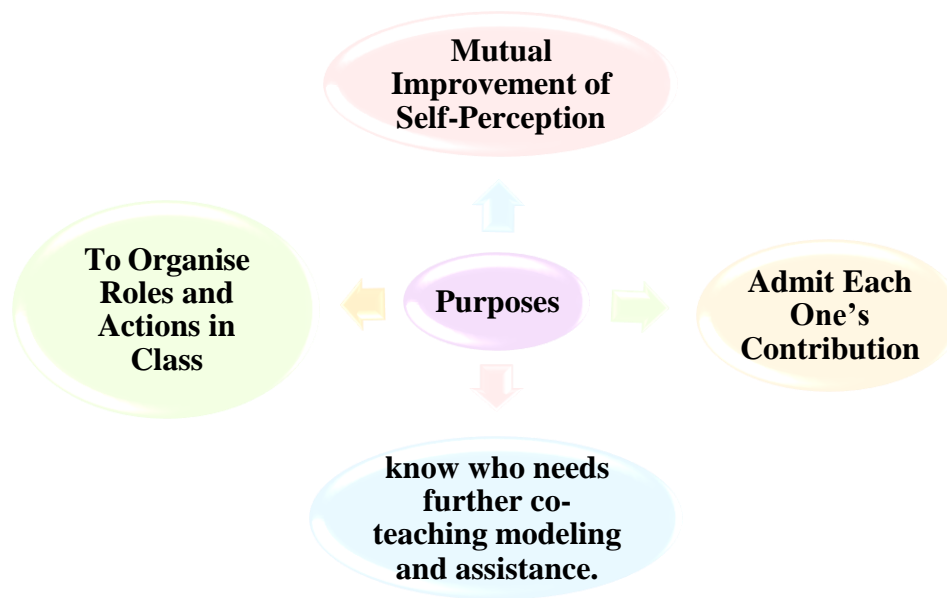 Mutual
Improvement of
Self-Perception
To Organise
Roles and
Actions in
Class
Purposes
Admit Each
One’s
Contribution
know who needs
further co-
teaching modeling
and assistance.